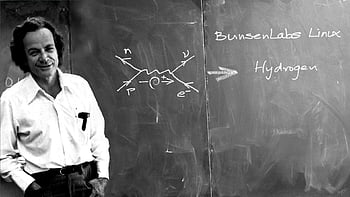 BunsenLabs Linux
Hydrogen
n
ν
p
e⁻